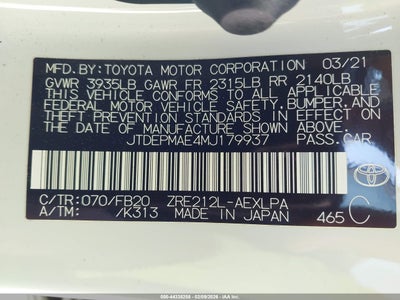 MFD.BY:TOYOTA MOTOR CORPORATION 03/21
GVWR 3935LB GAWR FR 2315LB RR 2140LB
THIS VEHICLE CONFORMS TO ALL APPLICABLE
FEDERAL MOTOR VEHICLE SAFETY, BUMPER, AND
THEFT PREVENTION STANDARDS IN EFFECT ON
THE DATE OF MANUFACTURE SHOWN ABOVE.
JTDEPMAE4MJ179937 PASS.CAR
C/TR:070/FB20 ZRE212L-AEXLPA
A/TM: /K313 MADE IN JAPAN 465 C
TOYOTA